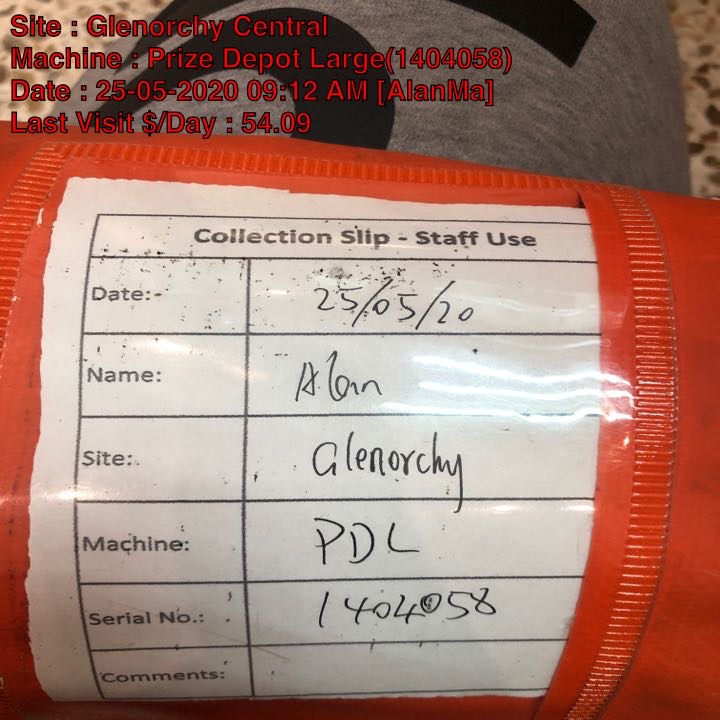 Site : Glenorchy Central
Machine : Prize Depot Large(1404058)
Date : 25-05-2020 09:12 AM [AlanMa]
Last Visit $/Day : 54.09
Collection Slip - Staff Use
Date: 25/05/20
Name: Alan
Site: Glenorchy
Machine: PDL
Serial No.: 1404058
Comments: